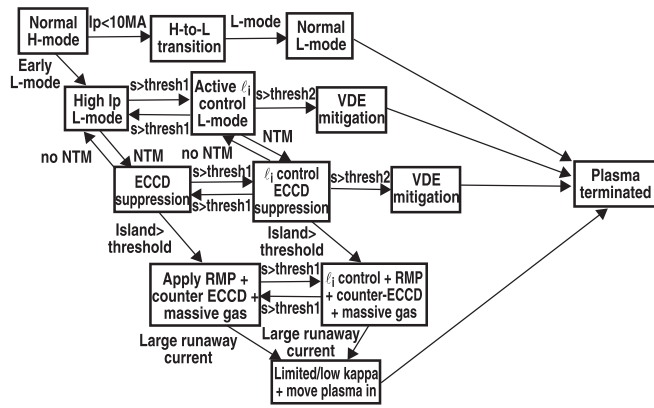 Normal
H-mode
Ip<10MA
H-to-L
transition
L-mode
Normal
L-mode
Early
L-mode
High Ip
L-mode
s>thresh1
s>thresh1
Active ℓi
control
L-mode
s>thresh2
VDE
mitigation
no NTM
NTM
no NTM
NTM
ECCD
suppression
s>thresh1
s>thresh1
ℓi control
ECCD
suppression
s>thresh2
VDE
mitigation
Plasma
terminated
Island>
threshold
Island>
threshold
Apply RMP +
counter ECCD +
massive gas
s>thresh1
s>thresh1
ℓi control + RMP
+ counter-ECCD
+ massive gas
Large runaway
current
Large runaway
current
Limited/low kappa
+ move plasma in